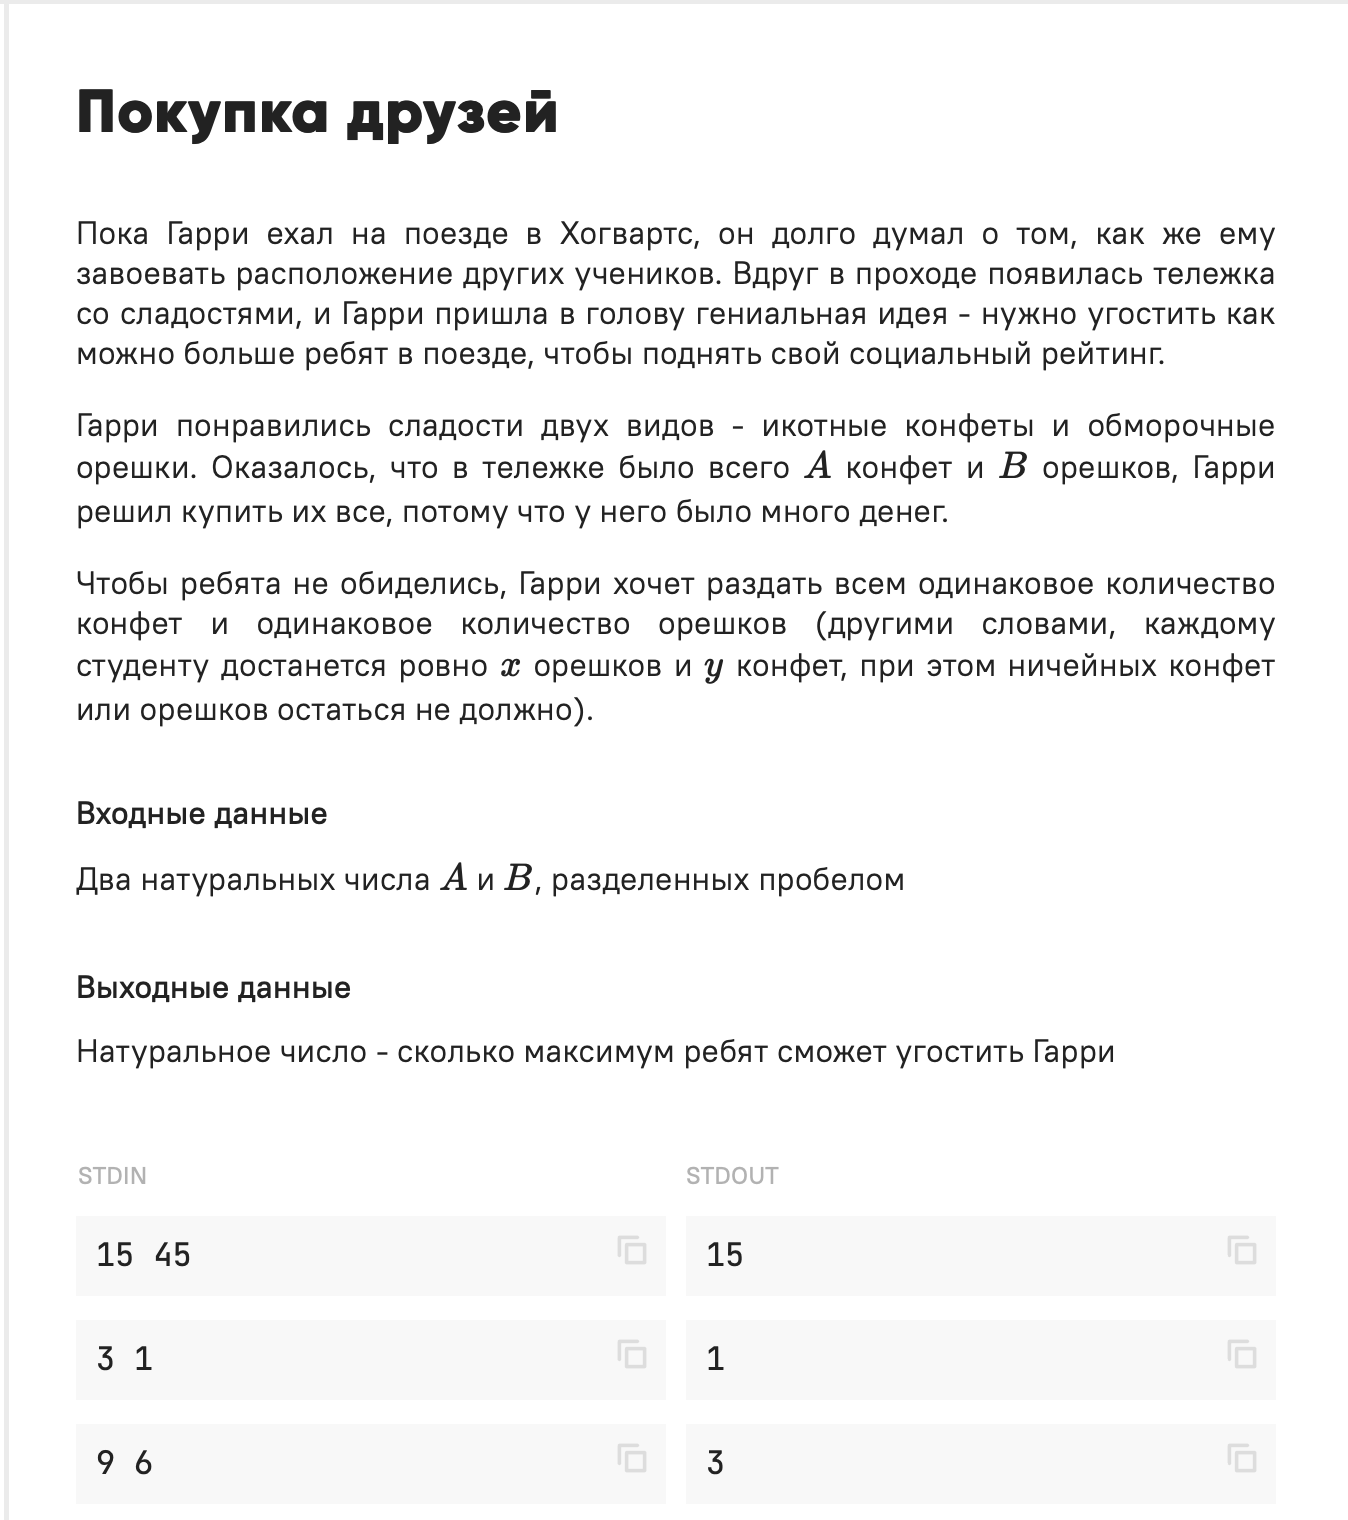 Покупка друзей
Пока Гарри ехал на поезде в Хогвартс, он долго думал о том, как же ему
завоевать расположение других учеников. Вдруг в проходе появилась тележка
со сладостями, и Гарри пришла в голову гениальная идея - нужно угостить как
можно больше ребят в поезде, чтобы поднять свой социальный рейтинг.
Гарри понравились сладости двух видов - икотные конфеты и обморочные
орешки. Оказалось, что в тележке было всего A конфет и B орешков, Гарри
решил купить их все, потому что у него было много денег.
Чтобы ребята не обиделись, Гарри хочет раздать всем одинаковое количество
конфет и одинаковое количество орешков (другими словами, каждому
студенту достанется ровно x орешков и y конфет, при этом ничейных конфет
или орешков остаться не должно).
Входные данные
Два натуральных числа A и B, разделенных пробелом
Выходные данные
Натуральное число - сколько максимум ребят сможет угостить Гарри
STDIN STDOUT
15 45 15
3 1 1
9 6 3